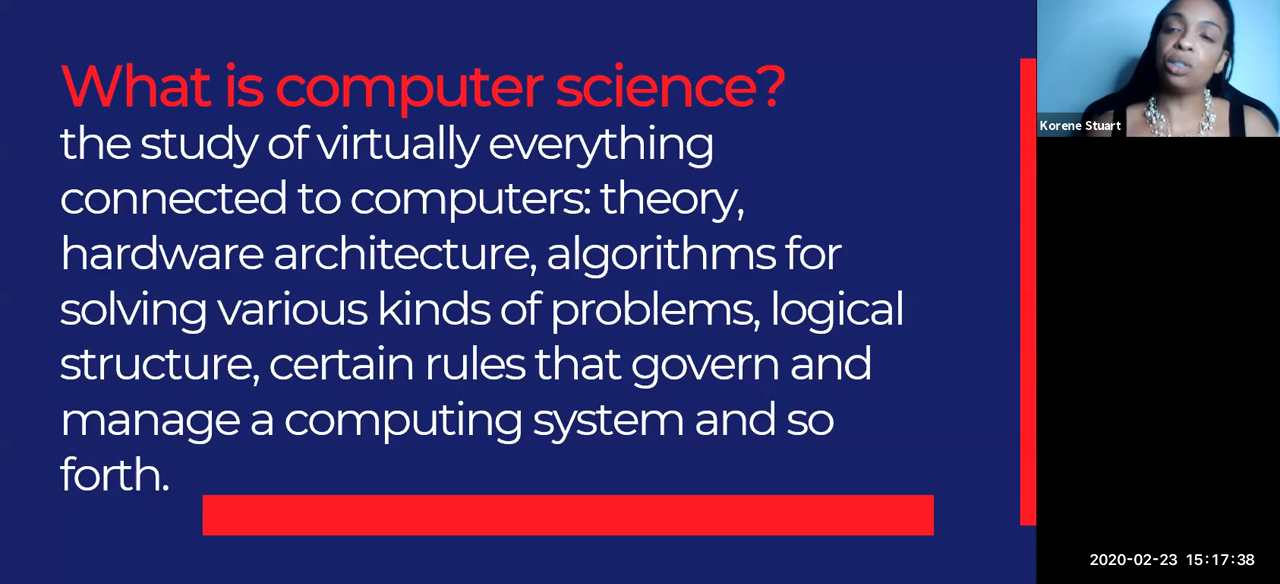 What is computer science?
the study of virtually everything
connected to computers: theory,
hardware architecture, algorithms for
solving various kinds of problems, logical
structure, certain rules that govern and
manage a computing system and so
forth.
Korene Stuart
2020-02-23 15:17:38